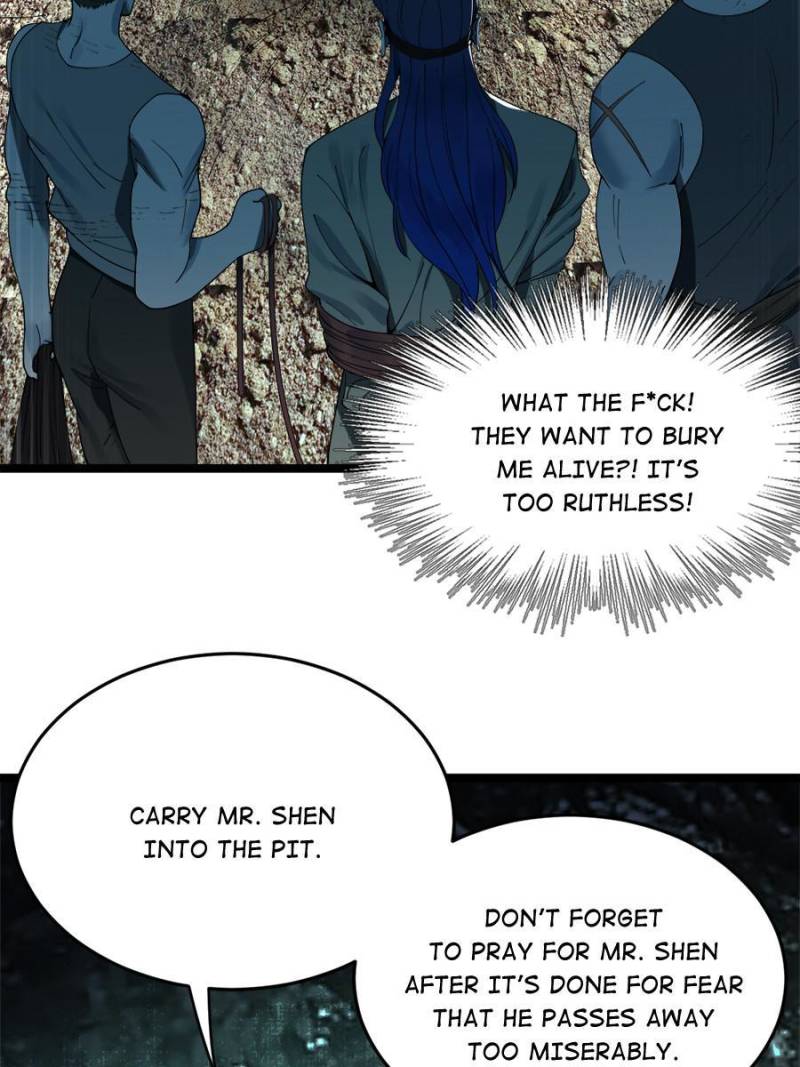 WHAT THE F*CK!
THEY WANT TO BURY
ME ALIVE?! IT'S
TOO RUTHLESS!
CARRY MR. SHEN
INTO THE PIT.
DON'T FORGET
TO PRAY FOR MR. SHEN
AFTER IT'S DONE FOR FEAR
THAT HE PASSES AWAY
TOO MISERABLY.